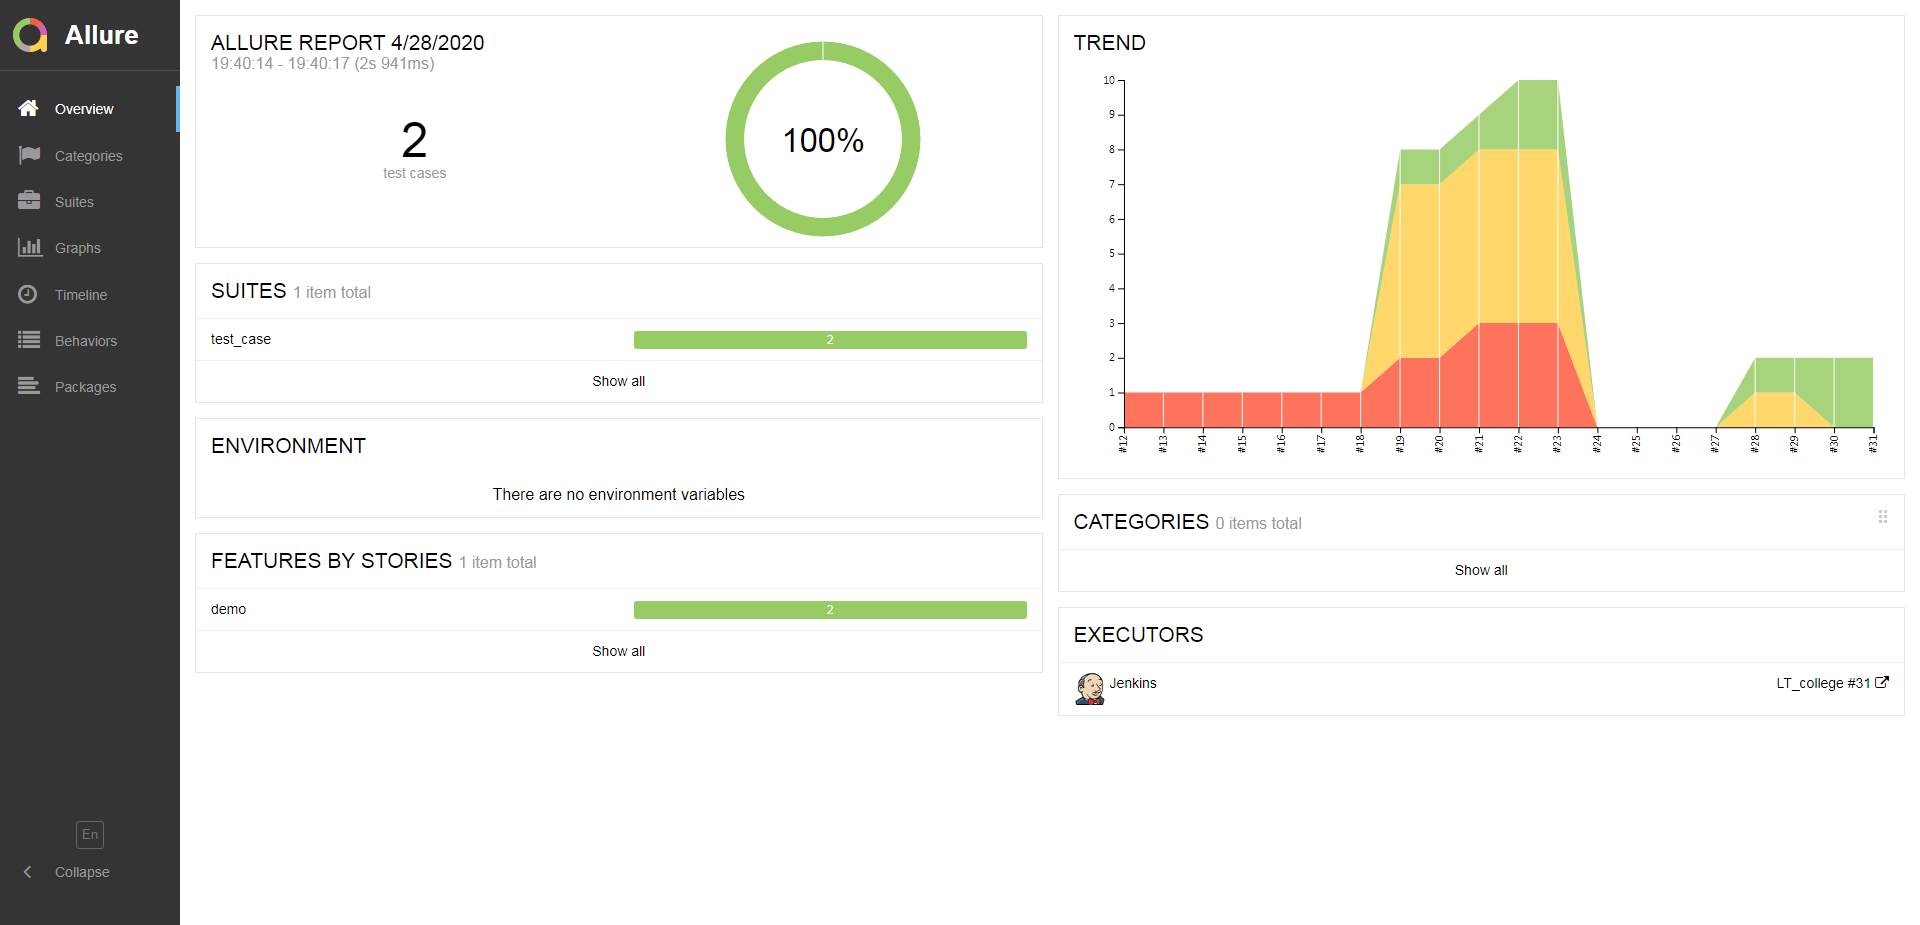 Allure
Overview
Categories
Suites
Graphs
Timeline
Behaviors
Packages
En
Collapse
ALLURE REPORT 4/28/2020
19:40:14 - 19:40:17 (2s 941ms)
2
test cases
100%
SUITES 1 item total
test_case 2
Show all
ENVIRONMENT
There are no environment variables
FEATURES BY STORIES 1 item total
demo 2
Show all
TREND
10
9
8
7
6
5
4
3
2
1
0
#12 #13 #14 #15 #16 #17 #18 #19 #20 #21 #22 #23 #24 #25 #26 #27 #28 #29 #30 #31
CATEGORIES 0 items total
Show all
EXECUTORS
Jenkins LT_college #31